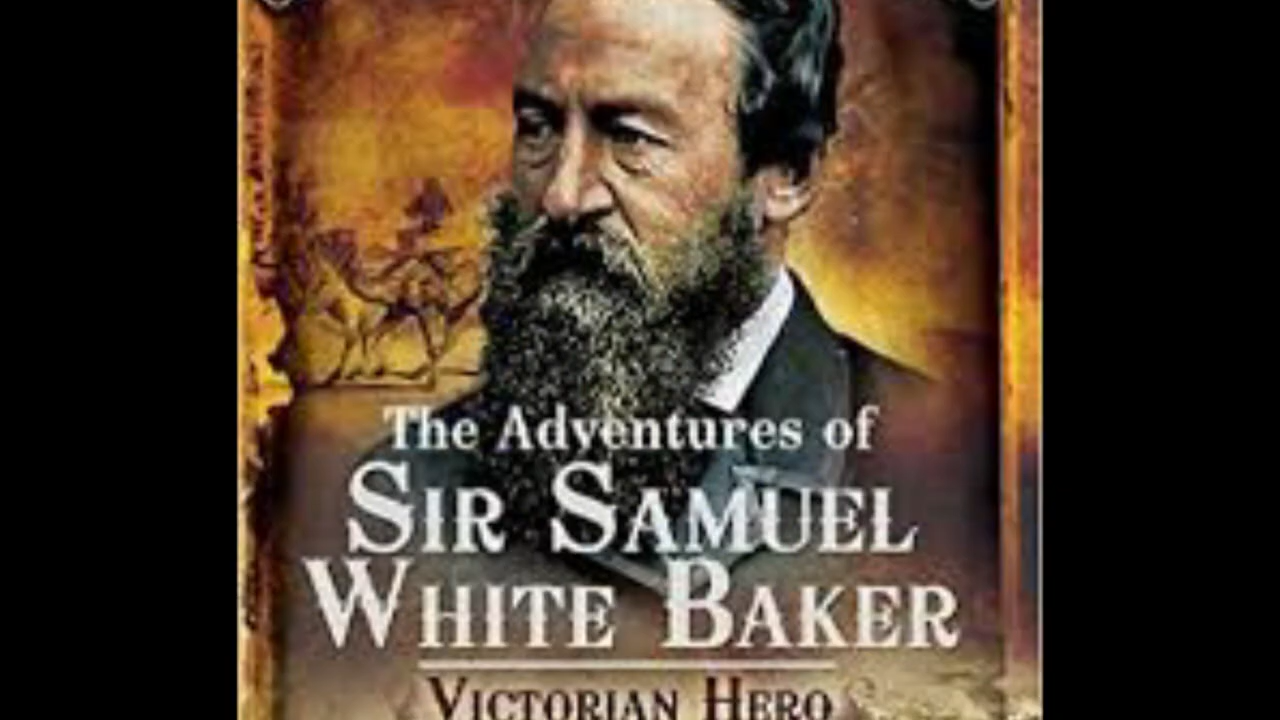 The Adventures of
SIR SAMUEL
WHITE BAKER
VICTORIAN HERO